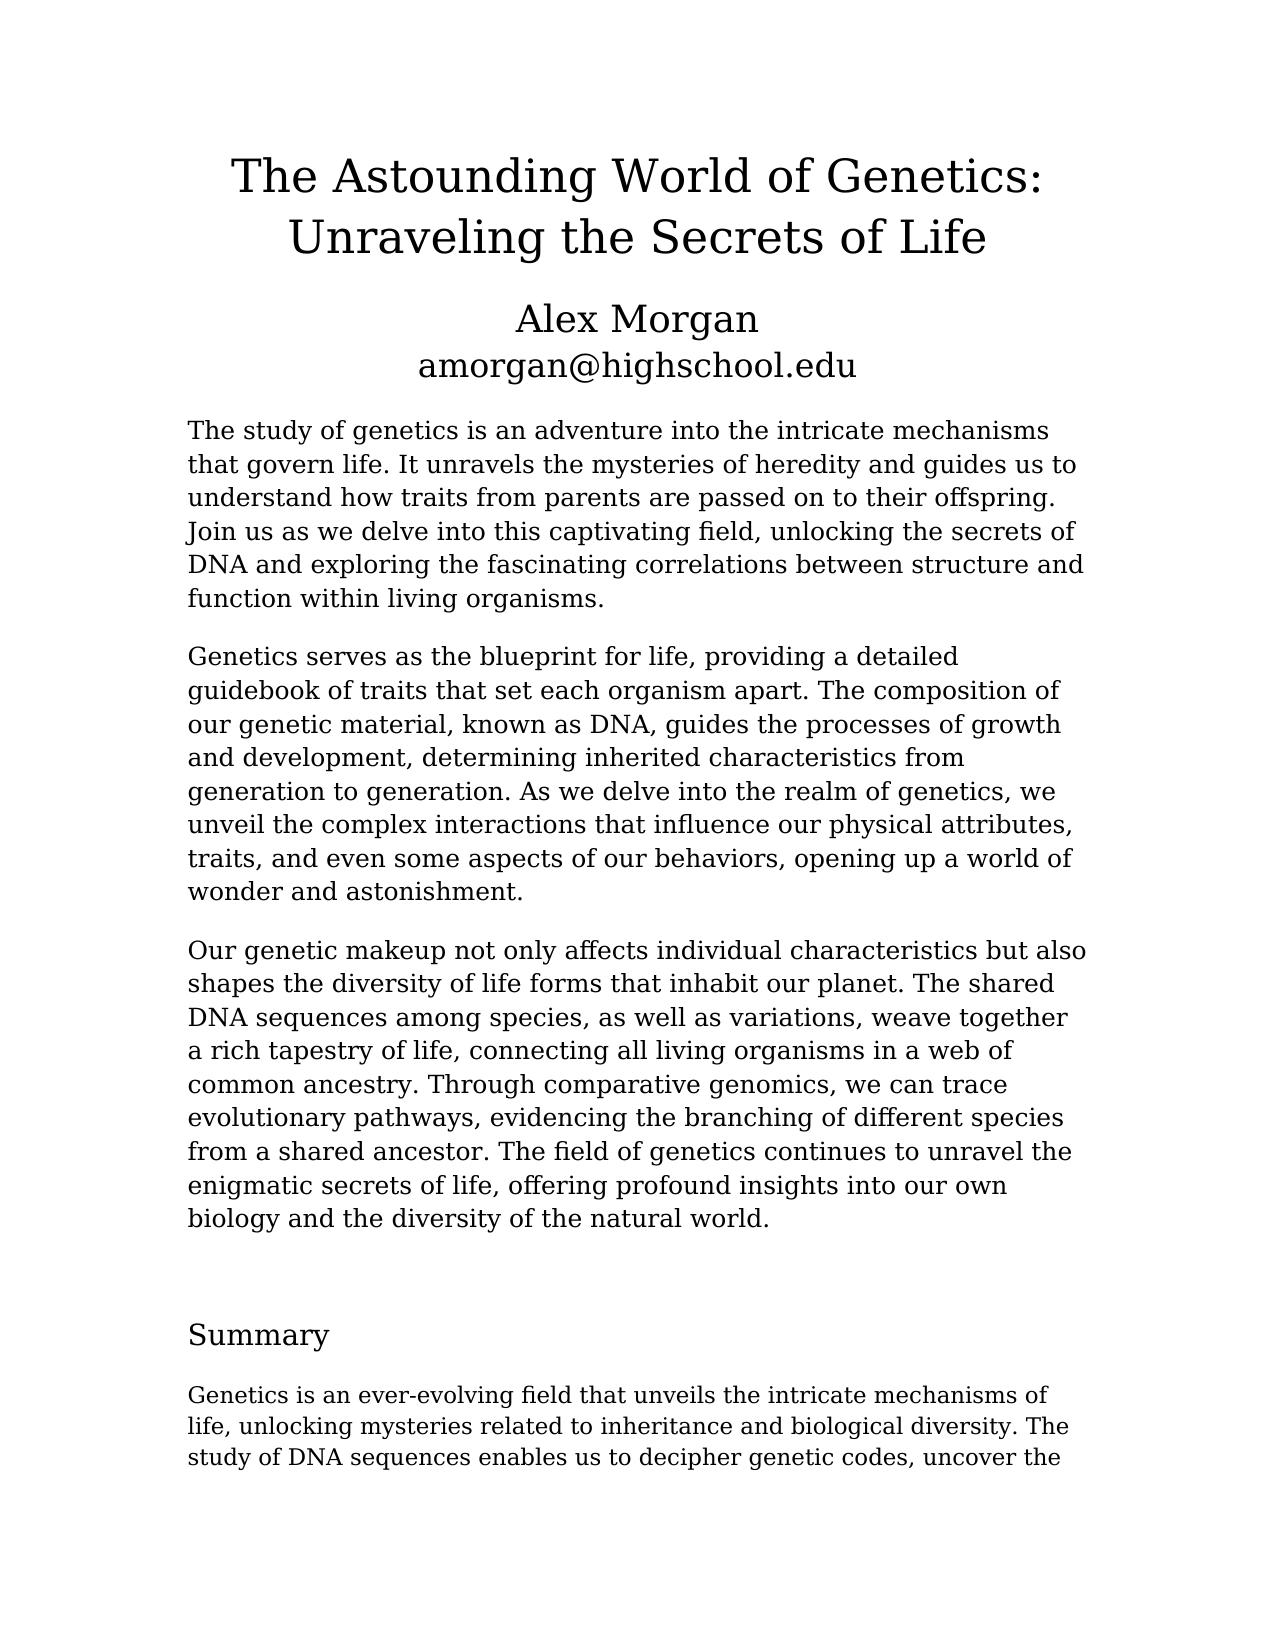 The Astounding World of Genetics:
Unraveling the Secrets of Life
Alex Morgan
amorgan@highschool.edu
The study of genetics is an adventure into the intricate mechanisms
that govern life. It unravels the mysteries of heredity and guides us to
understand how traits from parents are passed on to their offspring.
Join us as we delve into this captivating field, unlocking the secrets of
DNA and exploring the fascinating correlations between structure and
function within living organisms.
Genetics serves as the blueprint for life, providing a detailed
guidebook of traits that set each organism apart. The composition of
our genetic material, known as DNA, guides the processes of growth
and development, determining inherited characteristics from
generation to generation. As we delve into the realm of genetics, we
unveil the complex interactions that influence our physical attributes,
traits, and even some aspects of our behaviors, opening up a world of
wonder and astonishment.
Our genetic makeup not only affects individual characteristics but also
shapes the diversity of life forms that inhabit our planet. The shared
DNA sequences among species, as well as variations, weave together
a rich tapestry of life, connecting all living organisms in a web of
common ancestry. Through comparative genomics, we can trace
evolutionary pathways, evidencing the branching of different species
from a shared ancestor. The field of genetics continues to unravel the
enigmatic secrets of life, offering profound insights into our own
biology and the diversity of the natural world.
Summary
Genetics is an ever-evolving field that unveils the intricate mechanisms of
life, unlocking mysteries related to inheritance and biological diversity. The
study of DNA sequences enables us to decipher genetic codes, uncover the